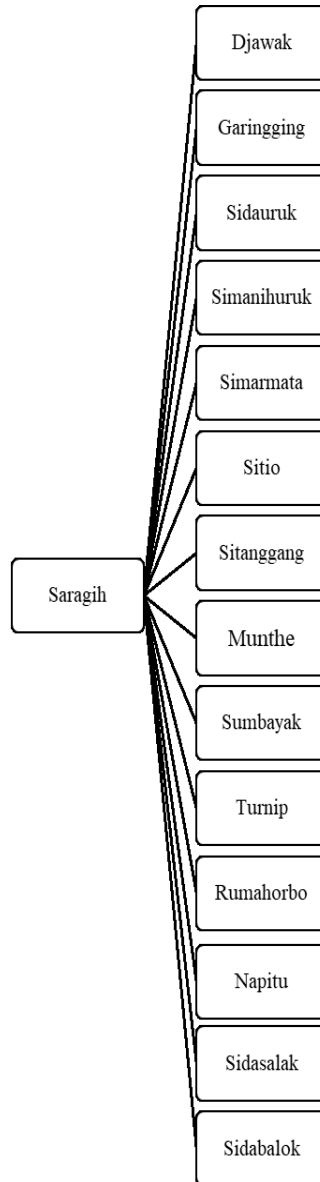 Djawak
Garingging
Sidauruk
Simanihuruk
Simarmata
Sitio
Sitanggang
Saragih
Munthe
Sumbayak
Turnip
Rumahorbo
Napitu
Sidasalak
Sidabalok